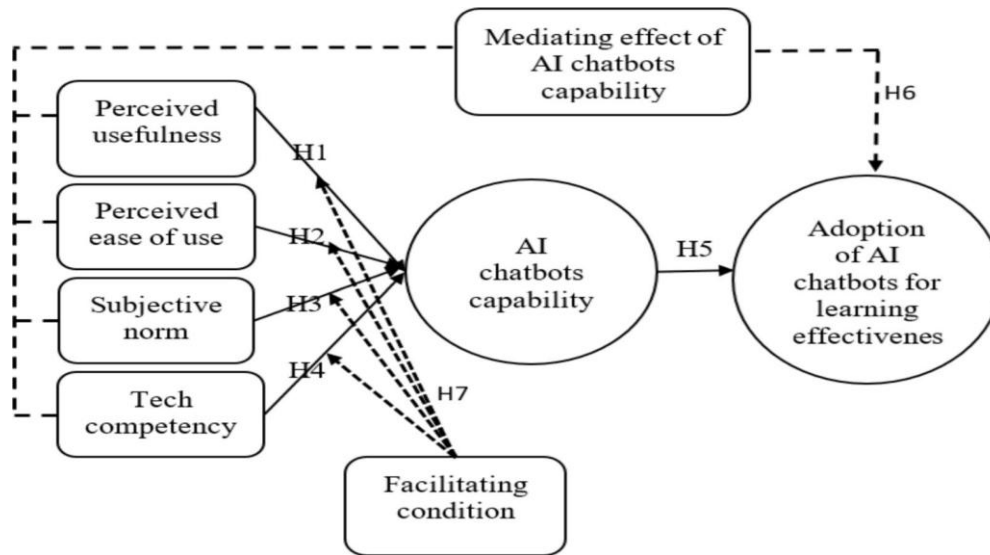 Mediating effect of
AI chatbots
capability
H6
Perceived
usefulness
H1
Perceived
ease of use
H2
Subjective
norm
H3
Tech
competency
H4
AI
chatbots
capability
H5
Adoption
of AI
chatbots for
learning
effectivenes
H7
Facilitating
condition